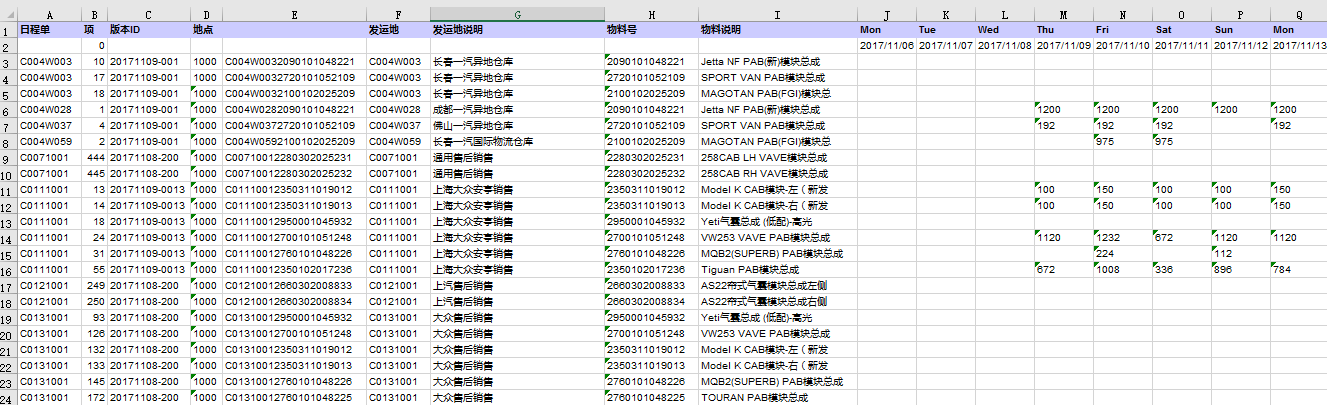 A B C D E F G H I J K L M N O P Q
1 日程单 项 版本ID 地点 发运地 发运地说明 物料号 物料说明 Mon Tue Wed Thu Fri Sat Sun Mon
2 0 2017/11/06 2017/11/07 2017/11/08 2017/11/09 2017/11/10 2017/11/11 2017/11/12 2017/11/13
3 C004W003 10 20171109-001 1000 C004W0032090101048221 C004W003 长春一汽异地仓库 2090101048221 Jetta NF PAB(新)模块总成
4 C004W003 17 20171109-001 1000 C004W0032720101052109 C004W003 长春一汽异地仓库 2720101052109 SPORT VAN PAB模块总成
5 C004W003 18 20171109-001 1000 C004W0032100102025209 C004W003 长春一汽异地仓库 2100102025209 MAGOTAN PAB(FGI)模块总
6 C004W028 1 20171109-001 1000 C004W0282090101048221 C004W028 成都一汽异地仓库 2090101048221 Jetta NF PAB(新)模块总成 1200 1200 1200 1200 1200
7 C004W037 4 20171109-001 1000 C004W0372720101052109 C004W037 佛山一汽异地仓库 2720101052109 SPORT VAN PAB模块总成 192 192 192 192
8 C004W059 2 20171109-001 1000 C004W0592100102025209 C004W059 长春一汽国际物流仓库 2100102025209 MAGOTAN PAB(FGI)模块总 975 975
9 C0071001 444 20171108-200 1000 C00710012280302025231 C0071001 通用售后销售 2280302025231 258CAB LH VAVE模块总成
10 C0071001 445 20171108-200 1000 C00710012280302025232 C0071001 通用售后销售 2280302025232 258CAB RH VAVE模块总成
11 C0111001 13 20171109-0013 1000 C01110012350311019012 C0111001 上海大众安亭销售 2350311019012 Model K CAB模块-左（新发 100 150 100 100 150
12 C0111001 14 20171109-0013 1000 C01110012350311019013 C0111001 上海大众安亭销售 2350311019013 Model K CAB模块-右（新发 100 150 100 100 150
13 C0111001 18 20171109-0013 1000 C01110012950001045932 C0111001 上海大众安亭销售 2950001045932 Yeti气囊总成 (低配)-高光
14 C0111001 24 20171109-0013 1000 C01110012700101051248 C0111001 上海大众安亭销售 2700101051248 VW253 VAVE PAB模块总成 1120 1232 672 1120 1120
15 C0111001 31 20171109-0013 1000 C01110012760101048226 C0111001 上海大众安亭销售 2760101048226 MQB2(SUPERB) PAB模块总成 224 112
16 C0111001 55 20171109-0013 1000 C01110012350102017236 C0111001 上海大众安亭销售 2350102017236 Tiguan PAB模块总成 672 1008 336 896 784
17 C0121001 249 20171108-200 1000 C01210012660302008833 C0121001 上汽售后销售 2660302008833 AS22帘式气囊模块总成左侧
18 C0121001 250 20171108-200 1000 C01210012660302008834 C0121001 上汽售后销售 2660302008834 AS22帘式气囊模块总成右侧
19 C0131001 93 20171108-200 1000 C01310012950001045932 C0131001 大众售后销售 2950001045932 Yeti气囊总成 (低配)-高光
20 C0131001 126 20171108-200 1000 C01310012700101051248 C0131001 大众售后销售 2700101051248 VW253 VAVE PAB模块总成
21 C0131001 132 20171108-200 1000 C01310012350311019012 C0131001 大众售后销售 2350311019012 Model K CAB模块-左（新发
22 C0131001 133 20171108-200 1000 C01310012350311019013 C0131001 大众售后销售 2350311019013 Model K CAB模块-右（新发
23 C0131001 145 20171108-200 1000 C01310012760101048226 C0131001 大众售后销售 2760101048226 MQB2(SUPERB) PAB模块总成
24 C0131001 172 20171108-200 1000 C01310012760101048225 C0131001 大众售后销售 2760101048225 TOURAN PAB模块总成